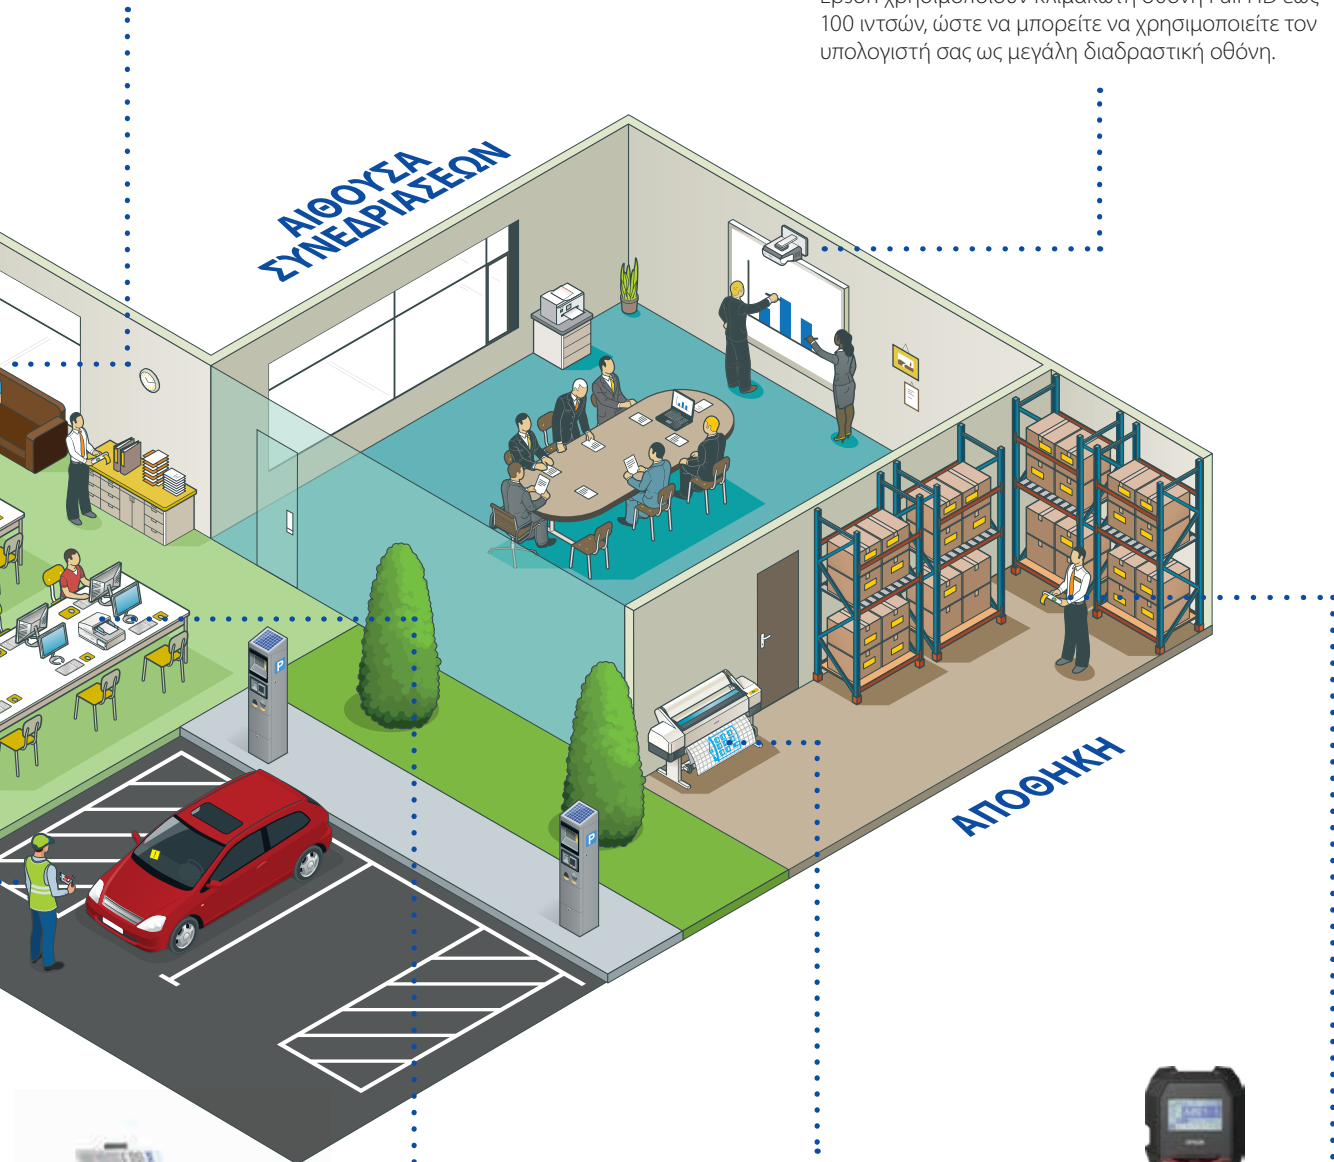 100 ιντσών, ώστε να μπορείτε να χρησιμοποιείτε τον
υπολογιστή σας ως μεγάλη διαδραστική οθόνη.
ΑΙΘΟΥΣΑ
ΣΥΝΕΔΡΙΑΣΕΩΝ
P
P
ΑΠΟΘΗΚΗ